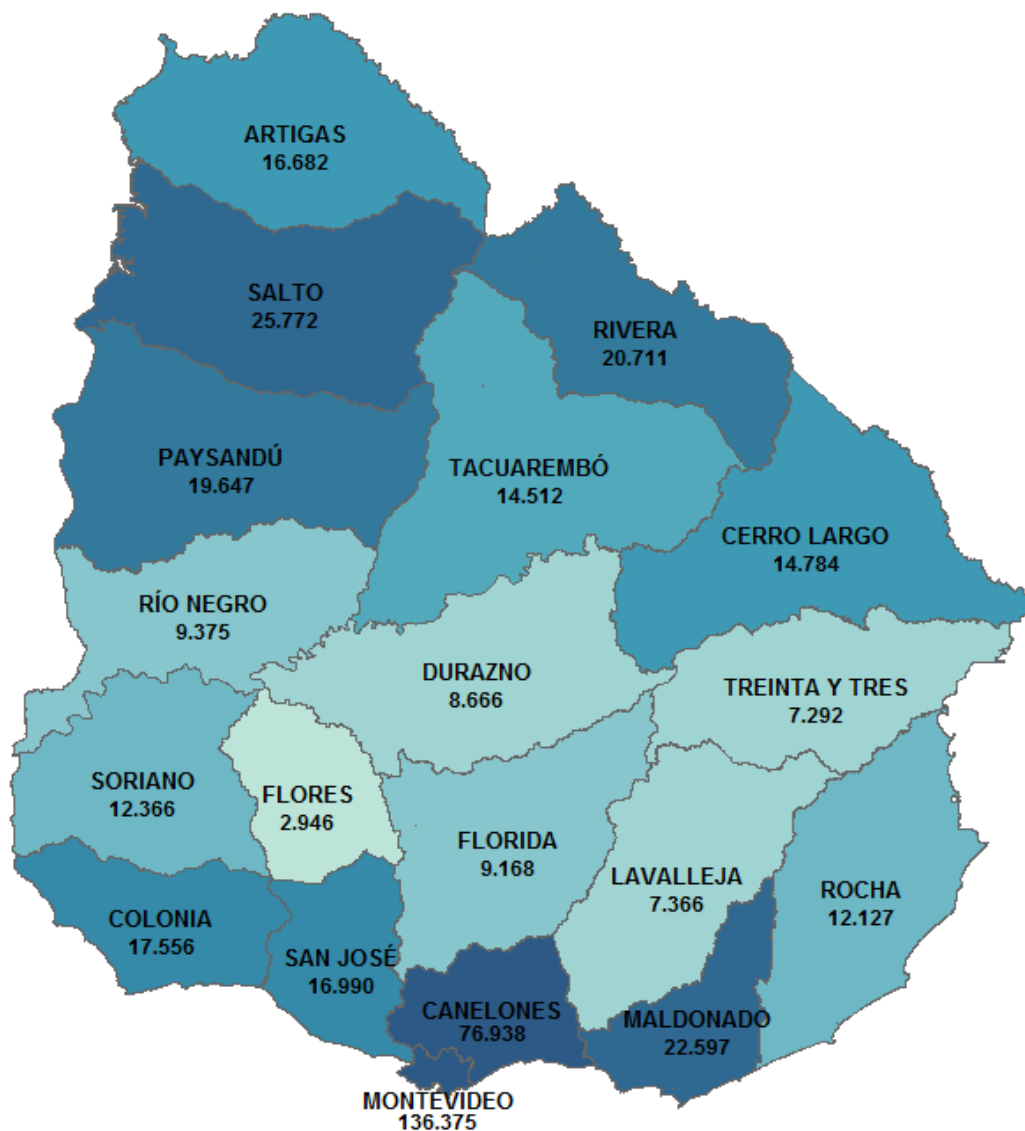 ARTIGAS
16.682
SALTO
25.772
RIVERA
20.711
PAYSANDÚ
19.647
TACUAREMBÓ
14.512
CERRO LARGO
14.784
RÍO NEGRO
9.375
DURAZNO
8.666
TREINTA Y TRES
7.292
SORIANO
12.366
FLORES
2.946
FLORIDA
9.168
LAVALLEJA
7.366
ROCHA
12.127
COLONIA
17.556
SAN JOSÉ
16.990
CANELONES
76.938
MALDONADO
22.597
MONTEVIDEO
136.375